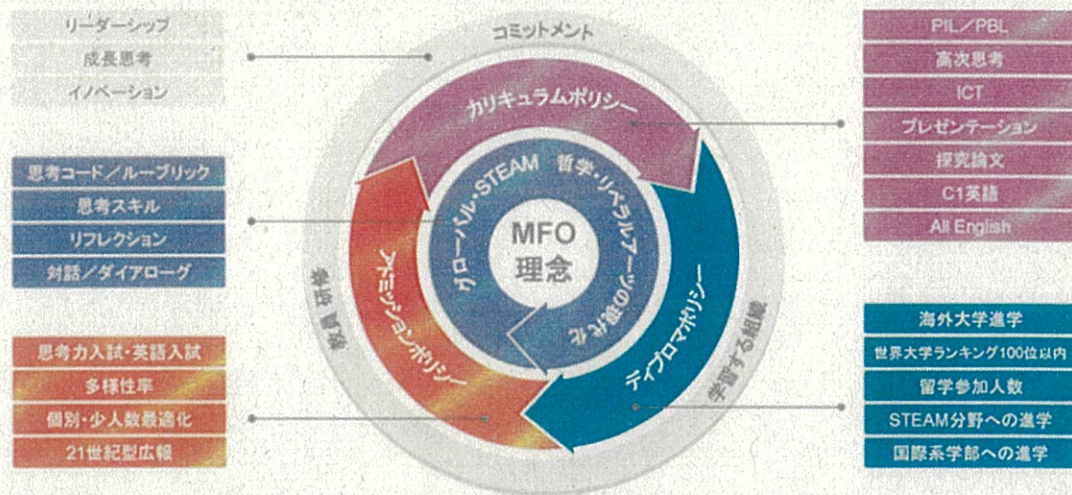 リーダーシップ
成長思考
イノベーション
思考コード／ルーブリック
思考スキル
リフレクション
対話／ダイアローグ
思考力入試・英語入試
多様性率
個別・少人数最適化
21世紀型広報
コミットメント
カリキュラムポリシー
グローバル・STEAM 哲学・リベラルアーツの現代化
MFO
理念
アドミッションポリシー
ディプロマポリシー
教員 研修
学習する組織
PIL／PBL
高次思考
ICT
プレゼンテーション
探究論文
C1英語
All English
海外大学進学
世界大学ランキング100位以内
留学参加人数
STEAM分野への進学
国際系学部への進学